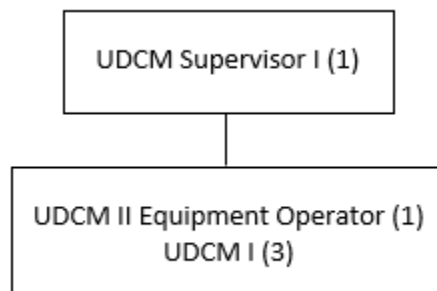 UDCM Supervisor I (1)
UDCM II Equipment Operator (1)
UDCM I (3)